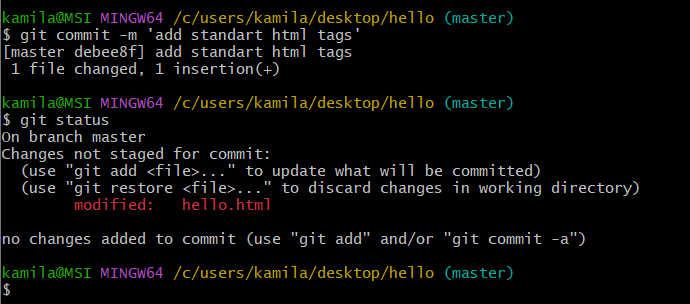 kamila@MSI MINGW64 /c/users/kamila/desktop/hello (master)
$ git commit -m 'add standart html tags'
[master debee8f] add standart html tags
 1 file changed, 1 insertion(+)

kamila@MSI MINGW64 /c/users/kamila/desktop/hello (master)
$ git status
On branch master
Changes not staged for commit:
  (use "git add <file>..." to update what will be committed)
  (use "git restore <file>..." to discard changes in working directory)
        modified:   hello.html

no changes added to commit (use "git add" and/or "git commit -a")

kamila@MSI MINGW64 /c/users/kamila/desktop/hello (master)
$